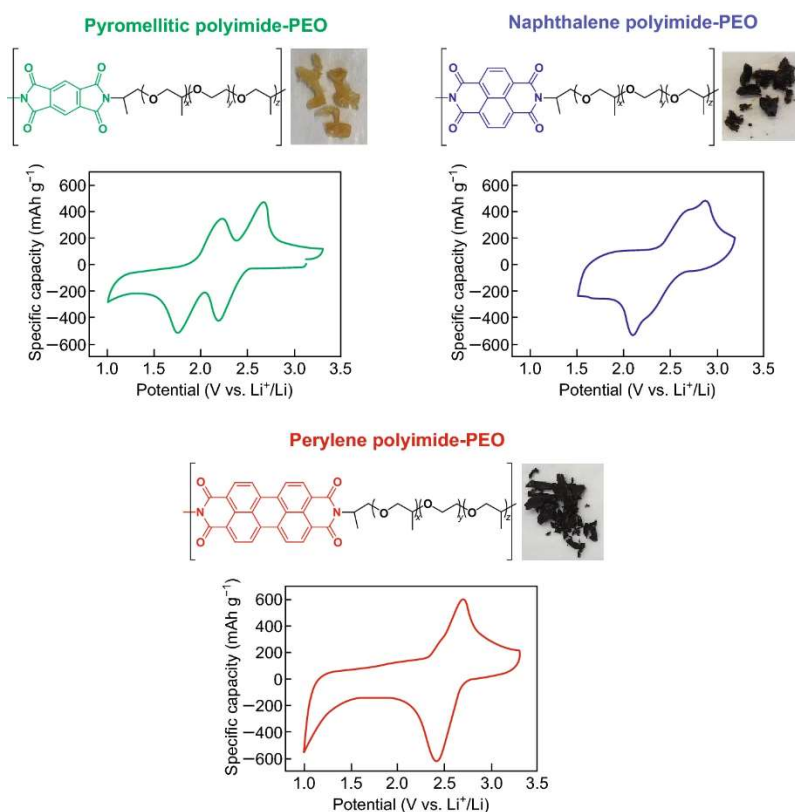 Pyromellitic polyimide-PEO
O O
N N
O O
O x O y O z
Specific capacity (mAh g⁻¹)
600
400
200
0
−200
−400
−600
1.0 1.5 2.0 2.5 3.0 3.5
Potential (V vs. Li⁺/Li)
Naphthalene polyimide-PEO
O O
N N
O O
O x O y O z
Specific capacity (mAh g⁻¹)
600
400
200
0
−200
−400
−600
1.0 1.5 2.0 2.5 3.0 3.5
Potential (V vs. Li⁺/Li)
Perylene polyimide-PEO
O O
N N
O O
O x O y O z
Specific capacity (mAh g⁻¹)
600
400
200
0
−200
−400
−600
1.0 1.5 2.0 2.5 3.0 3.5
Potential (V vs. Li⁺/Li)